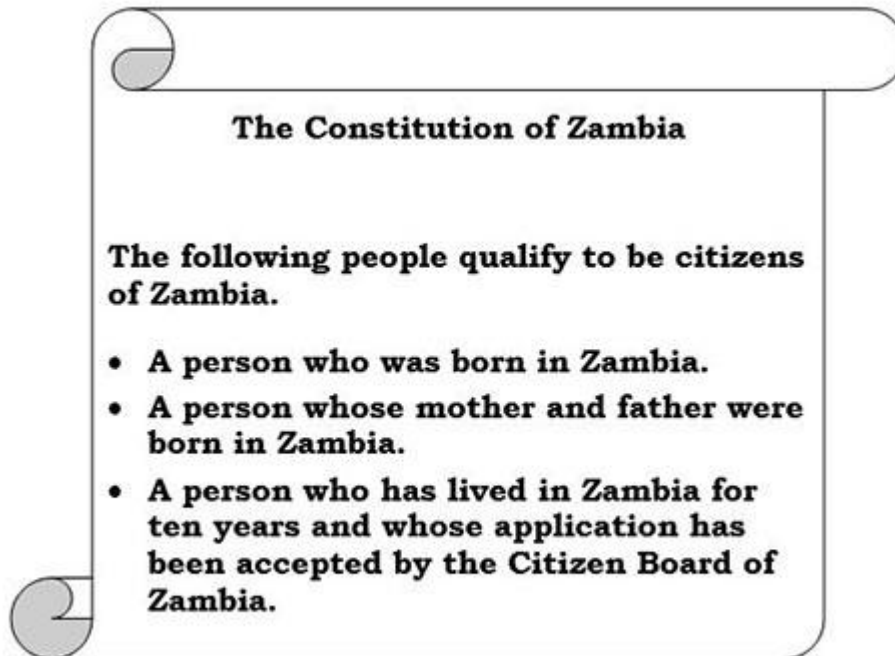 The Constitution of Zambia
The following people qualify to be citizens
of Zambia.
• A person who was born in Zambia.
• A person whose mother and father were
born in Zambia.
• A person who has lived in Zambia for
ten years and whose application has
been accepted by the Citizen Board of
Zambia.